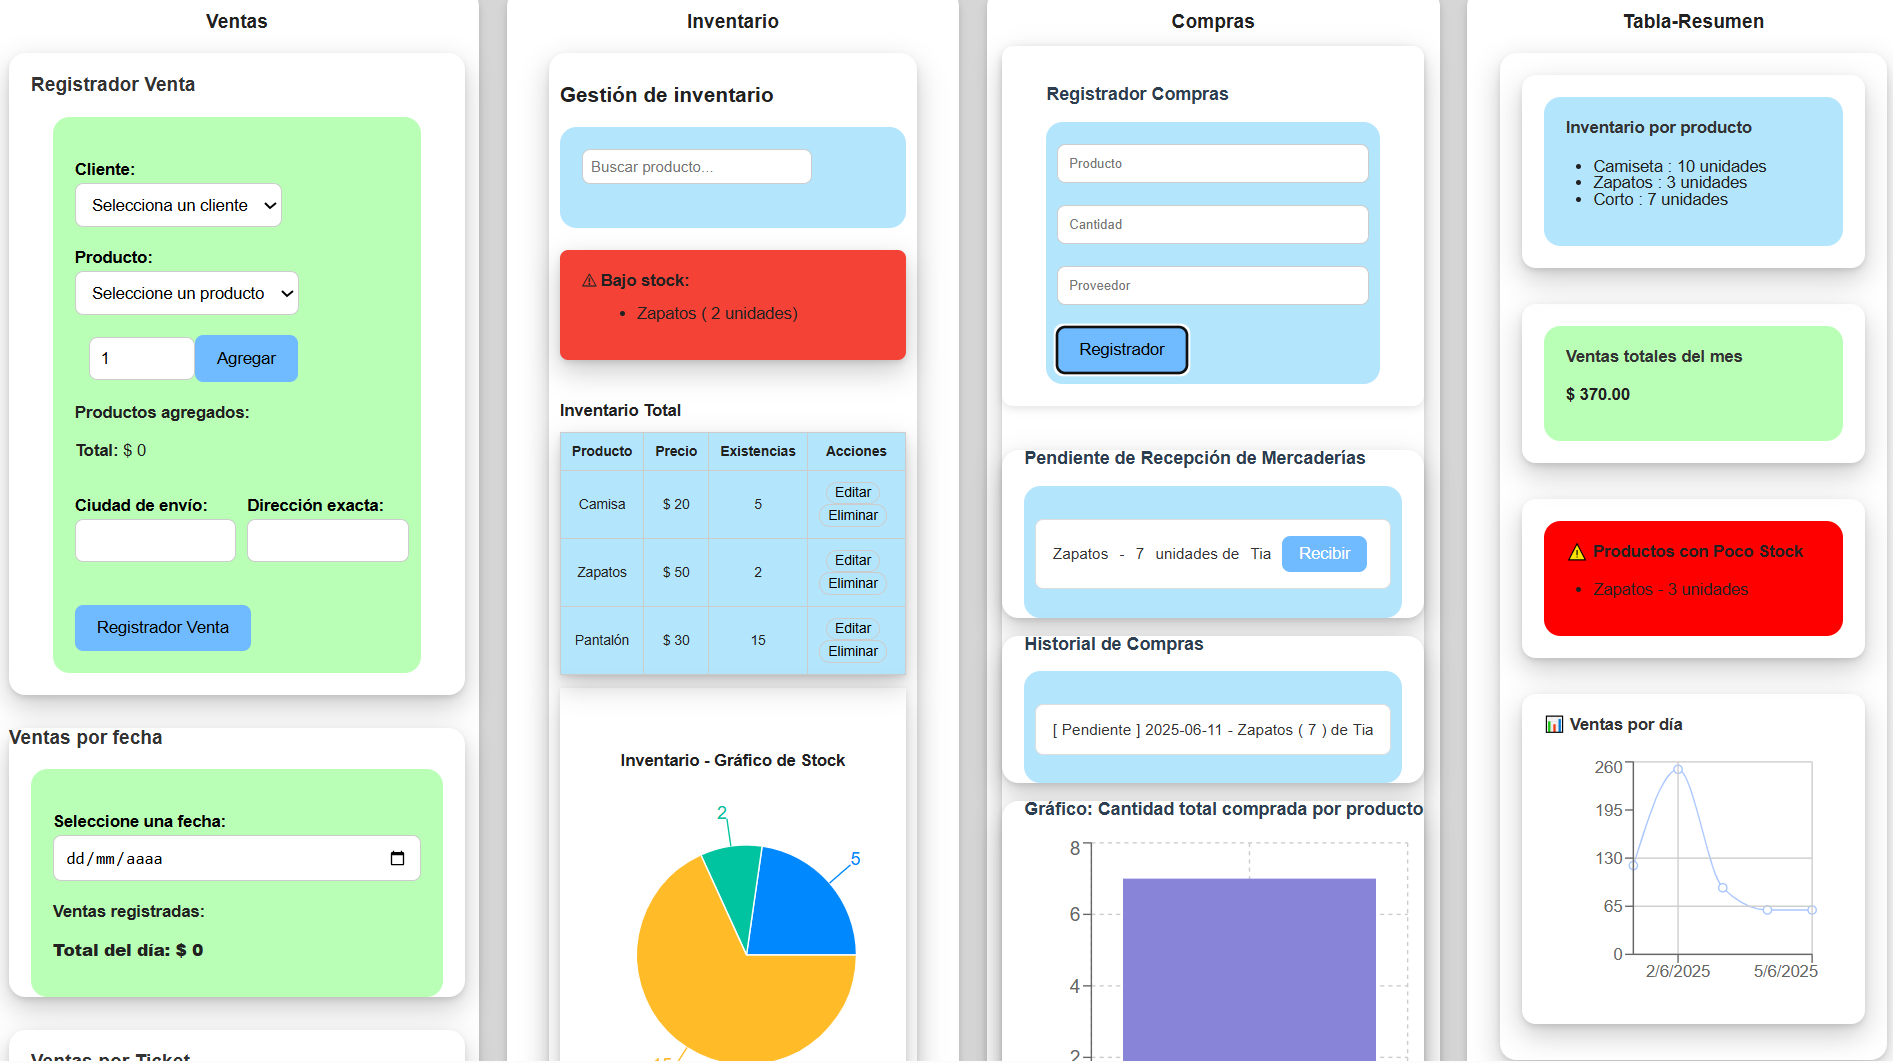 Ventas
Registrador Venta
Cliente:
Selecciona un cliente
Producto:
Seleccione un producto
1
Agregar
Productos agregados:
Total: $ 0
Ciudad de envío:
Dirección exacta:
Registrador Venta
Ventas por fecha
Seleccione una fecha:
dd/mm/aaaa
Ventas registradas:
Total del día: $ 0
Ventas por Ticket
Inventario
Gestión de inventario
Buscar producto...
⚠ Bajo stock:
• Zapatos ( 2 unidades)
Inventario Total
Producto Precio Existencias Acciones
Camisa $ 20 5 Editar
Eliminar
Zapatos $ 50 2 Editar
Eliminar
Pantalón $ 30 15 Editar
Eliminar
Inventario - Gráfico de Stock
2
5
15
Compras
Registrador Compras
Producto
Cantidad
Proveedor
Registrador
Pendiente de Recepción de Mercaderías
Zapatos - 7 unidades de Tia Recibir
Historial de Compras
[ Pendiente ] 2025-06-11 - Zapatos ( 7 ) de Tia
Gráfico: Cantidad total comprada por producto
8
6
4
2
Tabla-Resumen
Inventario por producto
• Camiseta : 10 unidades
• Zapatos : 3 unidades
• Corto : 7 unidades
Ventas totales del mes
$ 370.00
⚠ Productos con Poco Stock
• Zapatos - 3 unidades
📊 Ventas por día
260
195
130
65
0
2/6/2025 5/6/2025